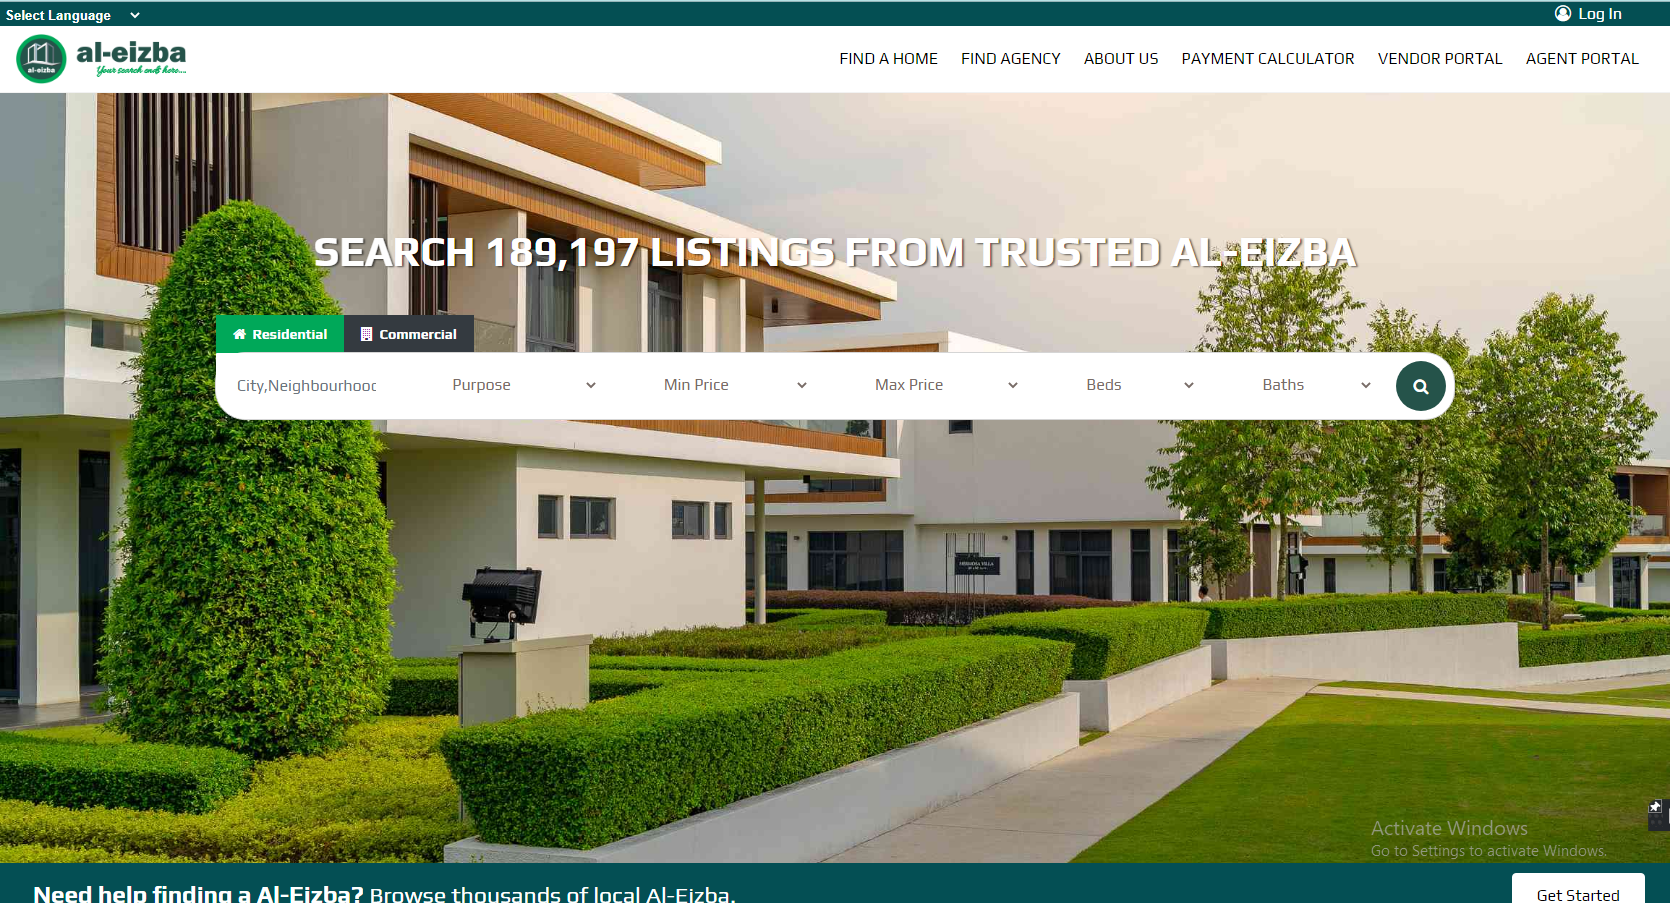 Select Language
Log In
al-eizba
al-eizba
Your search ends here...
FIND A HOME
FIND AGENCY
ABOUT US
PAYMENT CALCULATOR
VENDOR PORTAL
AGENT PORTAL
SEARCH 189,197 LISTINGS FROM TRUSTED AL-EIZBA
Residential
Commercial
City,Neighbourhooc
Purpose
Min Price
Max Price
Beds
Baths
Activate Windows
Go to Settings to activate Windows.
Need help finding a Al-Eizba? Browse thousands of local Al-Eizba.
Get Started